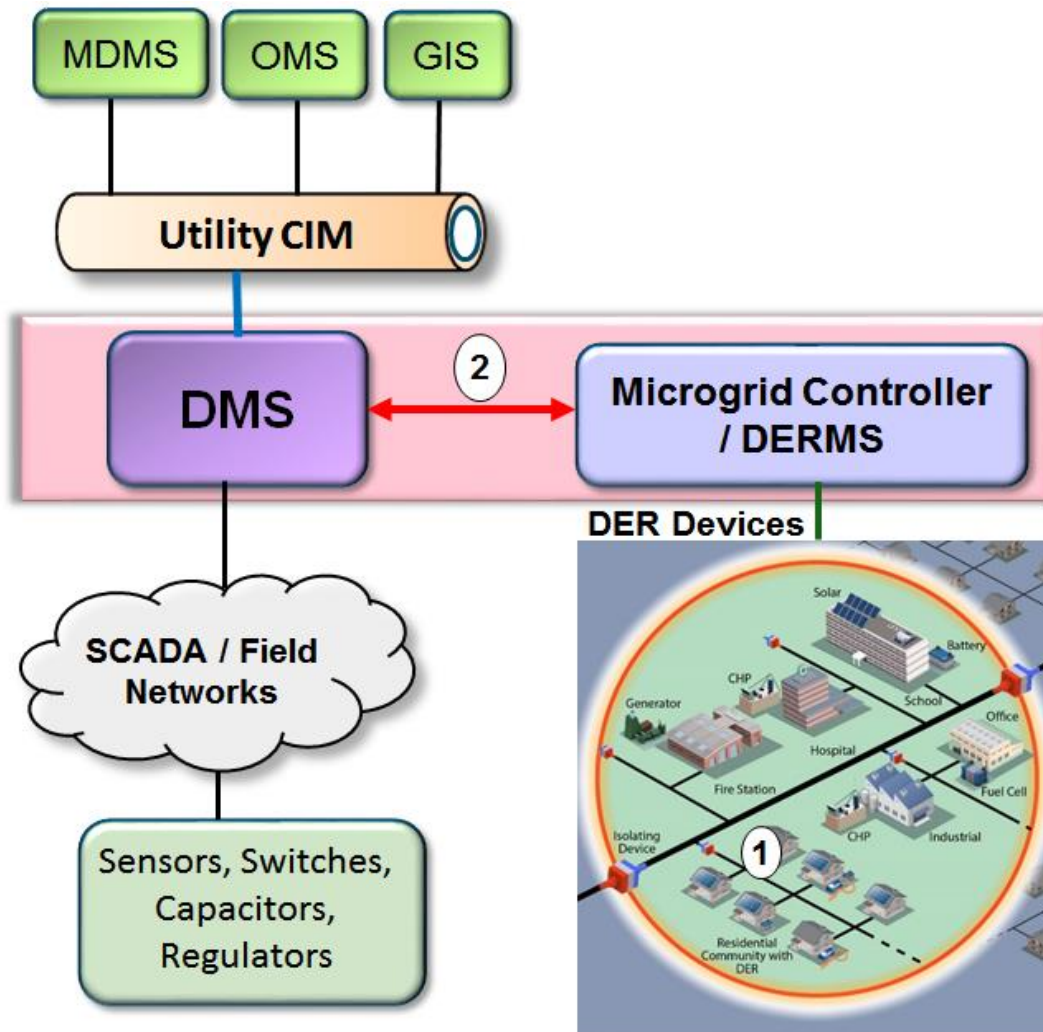 MDMS
OMS
GIS
Utility CIM
DMS
2
Microgrid Controller
/ DERMS
DER Devices
SCADA / Field
Networks
Sensors, Switches,
Capacitors,
Regulators
Solar
Battery
CHP
School
Generator
Office
Hospital
Fire Station
Fuel Cell
Isolating
Device
CHP
Industrial
1
Residential
Community with
DER